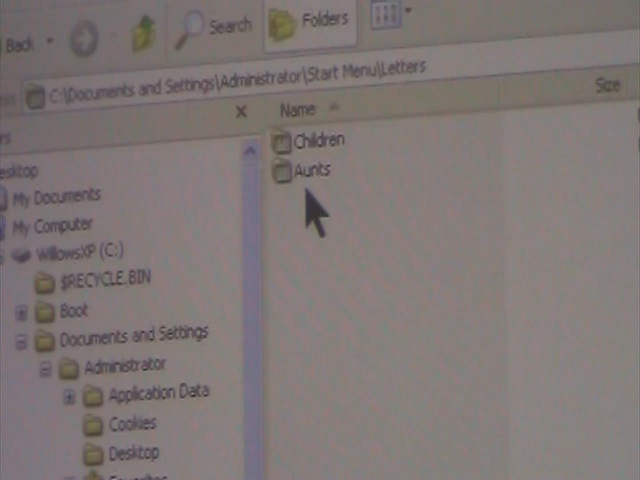 Back
Search
Folders
C:\Documents and Settings\Administrator\Start Menu\Letters
Name
Size
Children
Aunts
My Documents
My Computer
WillowsXP (C:)
$RECYCLE.BIN
Boot
Documents and Settings
Administrator
Application Data
Cookies
Desktop